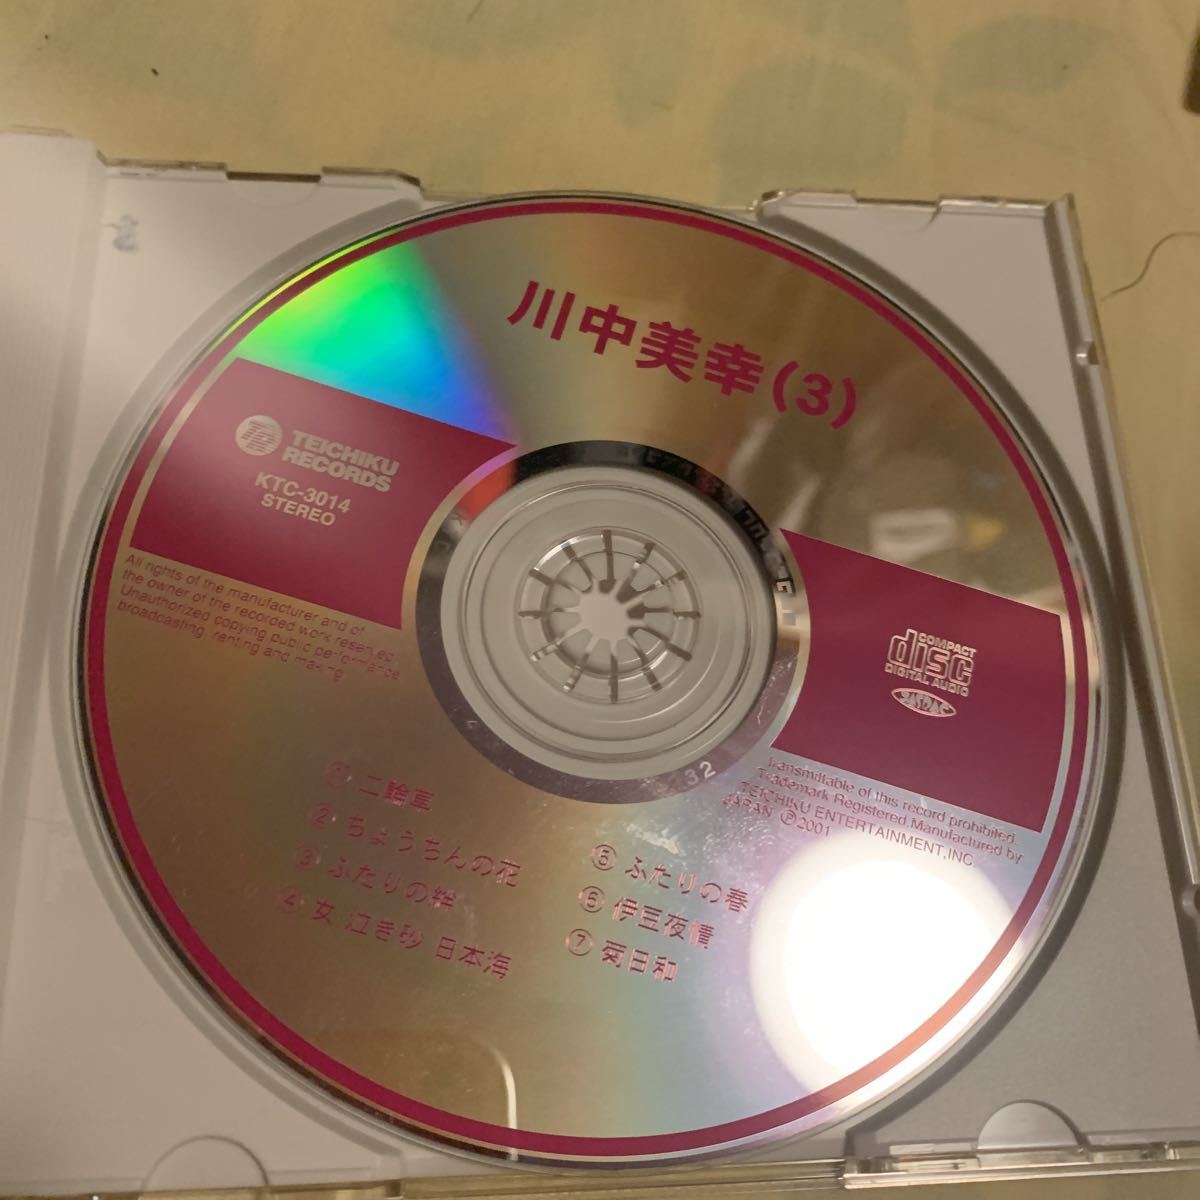 川中美幸(3)
TEICHIKU
RECORDS
KTC-3014
STEREO
All rights of the manufacturer and of
the owner of the recorded work reserved.
Unauthorized copying public performance
broadcasting, renting and making
COMPACT
disc
DIGITAL AUDIO
JASRAC
transmittable of this record prohibited.
Trademark Registered.Manufactured by
TEICHIKU ENTERTAINMENT,INC.
JAPAN Ⓟ2001
32
① 二輪草
② ちょうちんの花
③ ふたりの絆
④ 女 泣き砂 日本海
⑤ ふたりの春
⑥ 伊豆夜情
⑦ 菊日和